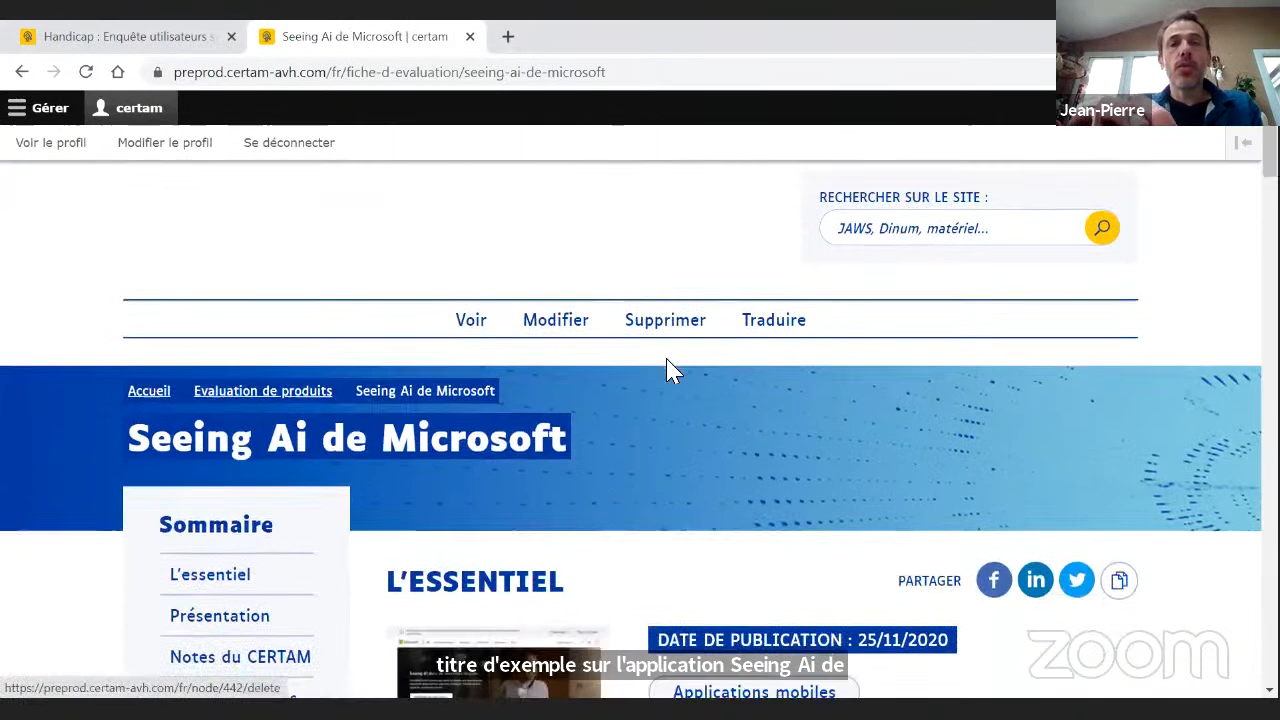 Handicap : Enquête utilisateurs s
Seeing Ai de Microsoft | certam
preprod.certam-avh.com/fr/fiche-d-evaluation/seeing-ai-de-microsoft
Gérer
certam
Jean-Pierre
Voir le profil
Modifier le profil
Se déconnecter
RECHERCHER SUR LE SITE :
JAWS, Dinum, matériel...
Voir
Modifier
Supprimer
Traduire
Accueil
Evaluation de produits
Seeing Ai de Microsoft
Seeing Ai de Microsoft
Sommaire
L'essentiel
Présentation
Notes du CERTAM
L'ESSENTIEL
PARTAGER
DATE DE PUBLICATION : 25/11/2020
titre d'exemple sur l'application Seeing Ai de
Applications mobiles
https://preprod.certam-avh.com/fr/node/442/delete
zoom